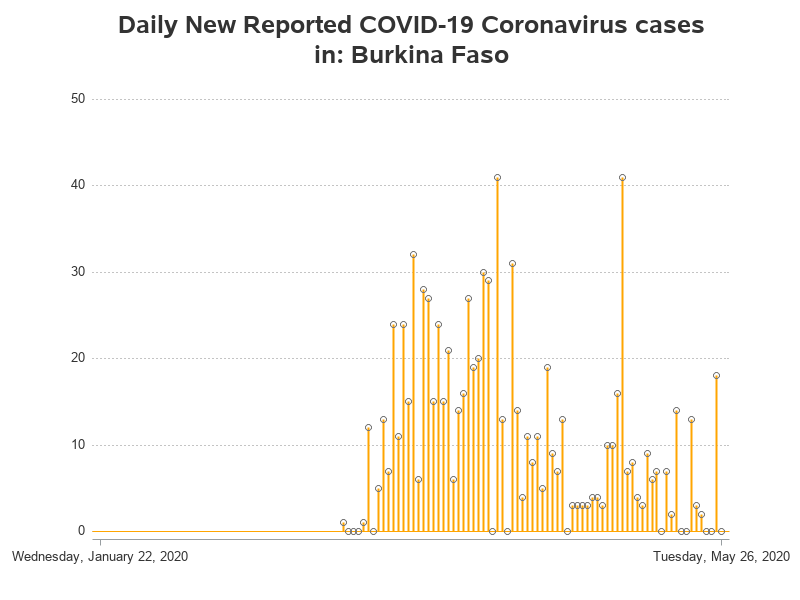 Daily New Reported COVID-19 Coronavirus cases
in: Burkina Faso
50
40
30
20
10
0
Wednesday, January 22, 2020
Tuesday, May 26, 2020